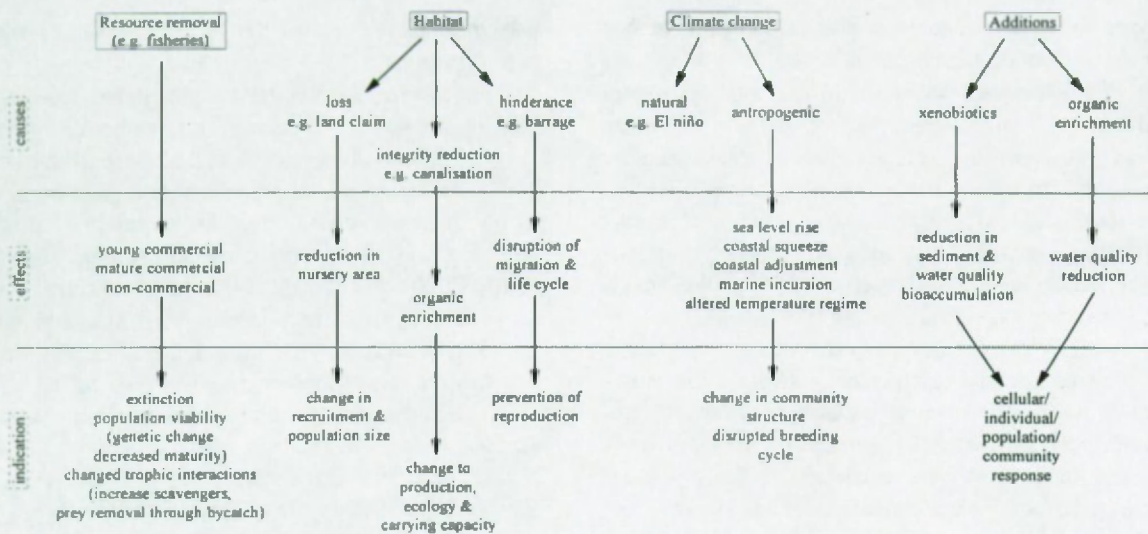 Resource removal
(e.g. fisheries)
Habitat
Climate change
Additions
causes
loss
e.g. land claim
hinderance
e.g. barrage
integrity reduction
e.g. canalisation
natural
e.g. El niño
antropogenic
xenobiotics
organic
enrichment
effects
young commercial
mature commercial
non-commercial
reduction in
nursery area
organic
enrichment
disruption of
migration &
life cycle
sea level rise
coastal squeeze
coastal adjustment
marine incursion
altered temperature regime
reduction in
sediment &
water quality
bioaccumulation
water quality
reduction
indication
extinction
population viability
(genetic change
decreased maturity)
changed trophic interactions
(increase scavengers,
prey removal through bycatch)
change in
recruitment &
population size
change to
production,
ecology &
carrying capacity
prevention of
reproduction
change in community
structure
disrupted breeding
cycle
cellular/
individual/
population/
community
response